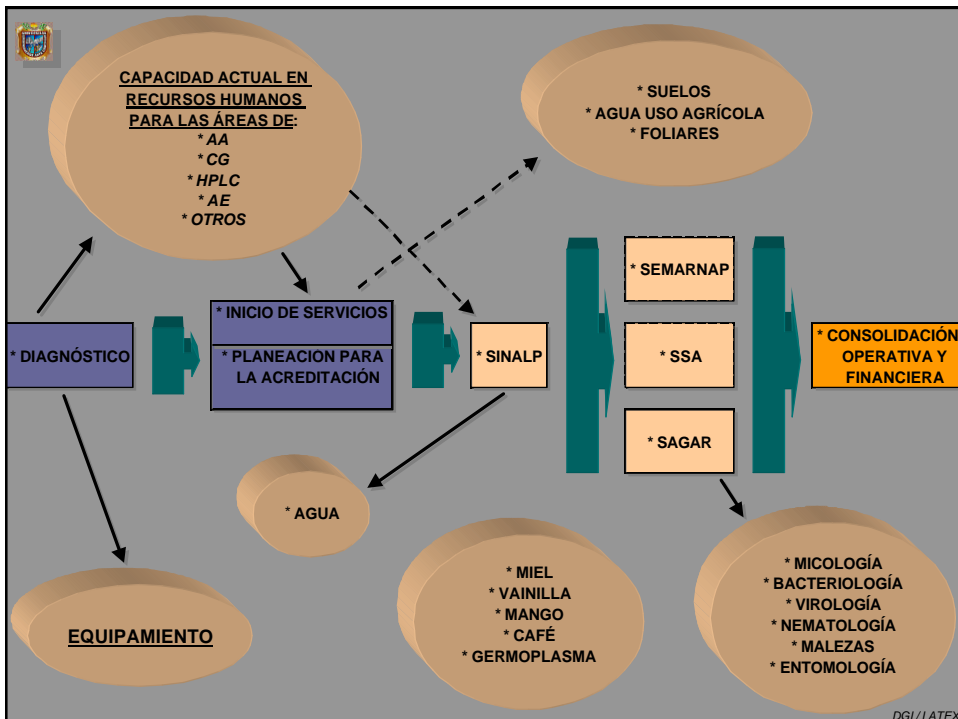 CAPACIDAD ACTUAL EN
RECURSOS HUMANOS
PARA LAS ÁREAS DE:
* AA
* CG
* HPLC
* AE
* OTROS
* SUELOS
* AGUA USO AGRÍCOLA
* FOLIARES
* DIAGNÓSTICO
* INICIO DE SERVICIOS
* PLANEACIÓN PARA
LA ACREDITACIÓN
* SINALP
* SEMARNAP
* SSA
* SAGAR
* CONSOLIDACIÓN
OPERATIVA Y
FINANCIERA
* AGUA
EQUIPAMIENTO
* MIEL
* VAINILLA
* MANGO
* CAFÉ
* GERMOPLASMA
* MICOLOGÍA
* BACTERIOLOGÍA
* VIROLOGÍA
* NEMATOLOGÍA
* MALEZAS
* ENTOMOLOGÍA
DGI / LATEX